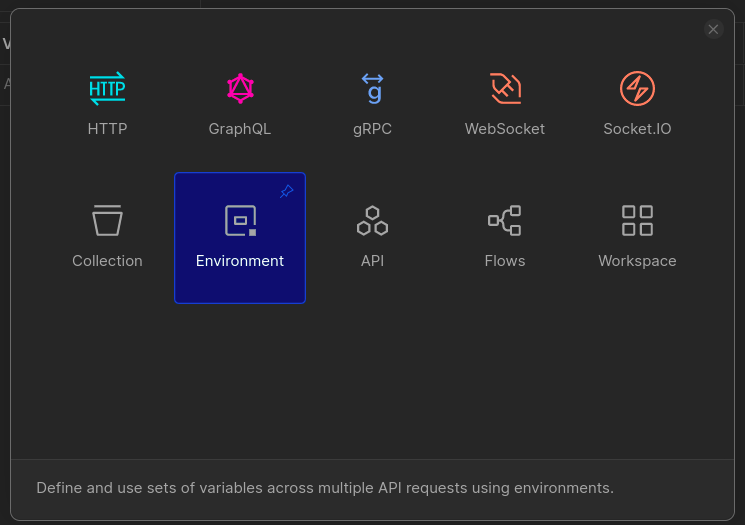 HTTP
HTTP
GraphQL
g
gRPC
WebSocket
Socket.IO
Collection
Environment
API
Flows
Workspace
Define and use sets of variables across multiple API requests using environments.